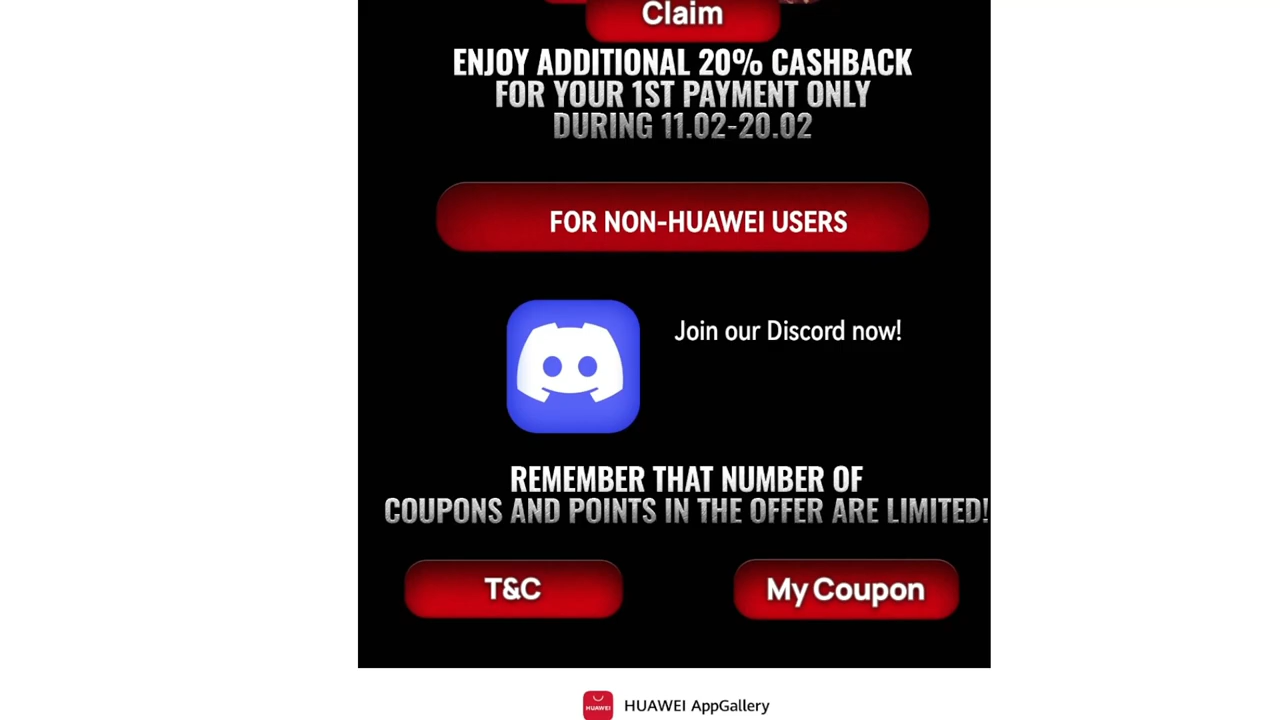 Claim
ENJOY ADDITIONAL 20% CASHBACK
FOR YOUR 1ST PAYMENT ONLY
DURING 11.02-20.02
FOR NON-HUAWEI USERS
Join our Discord now!
REMEMBER THAT NUMBER OF
COUPONS AND POINTS IN THE OFFER ARE LIMITED!
T&C
My Coupon
HUAWEI
HUAWEI AppGallery